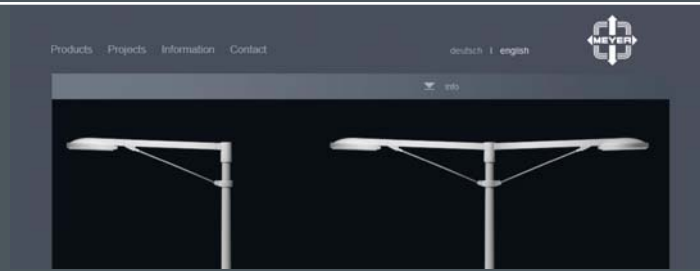 Products Projects Information Contact
deutsch I english
MEYER
Info